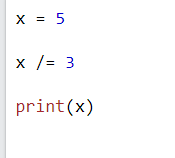 x = 5
x /= 3
print(x)